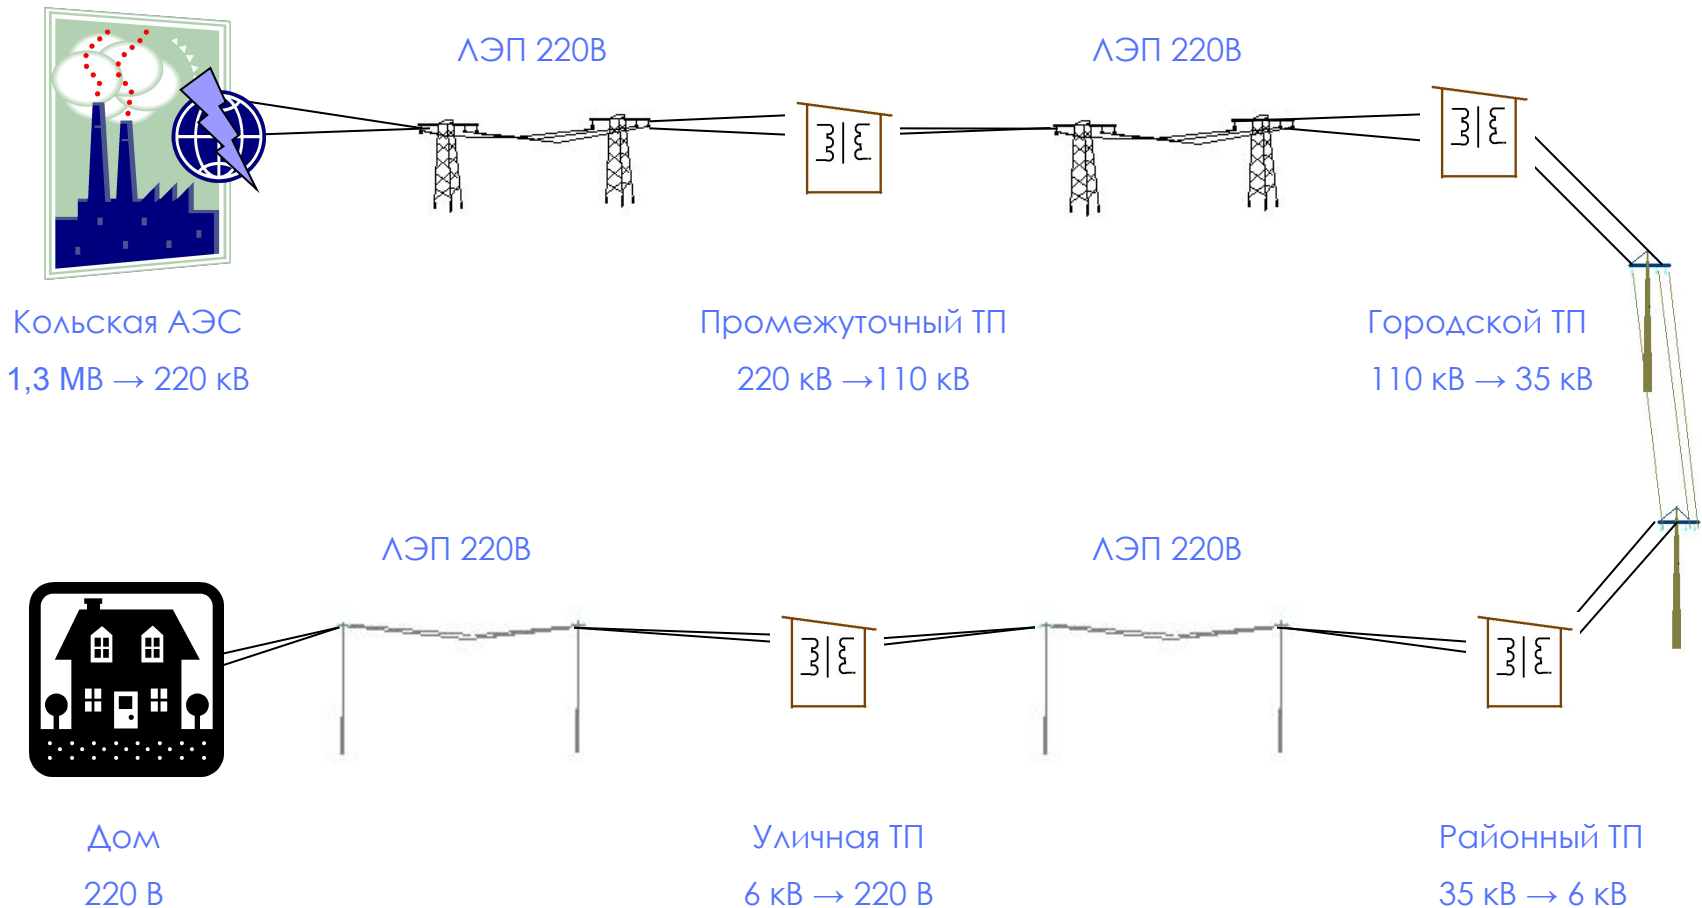 ЛЭП 220В
ЛЭП 220В
Кольская АЭС
1,3 МВ → 220 кВ
Промежуточный ТП
220 кВ →110 кВ
Городской ТП
110 кВ → 35 кВ
ЛЭП 220В
ЛЭП 220В
Дом
220 В
Уличная ТП
6 кВ → 220 В
Районный ТП
35 кВ → 6 кВ